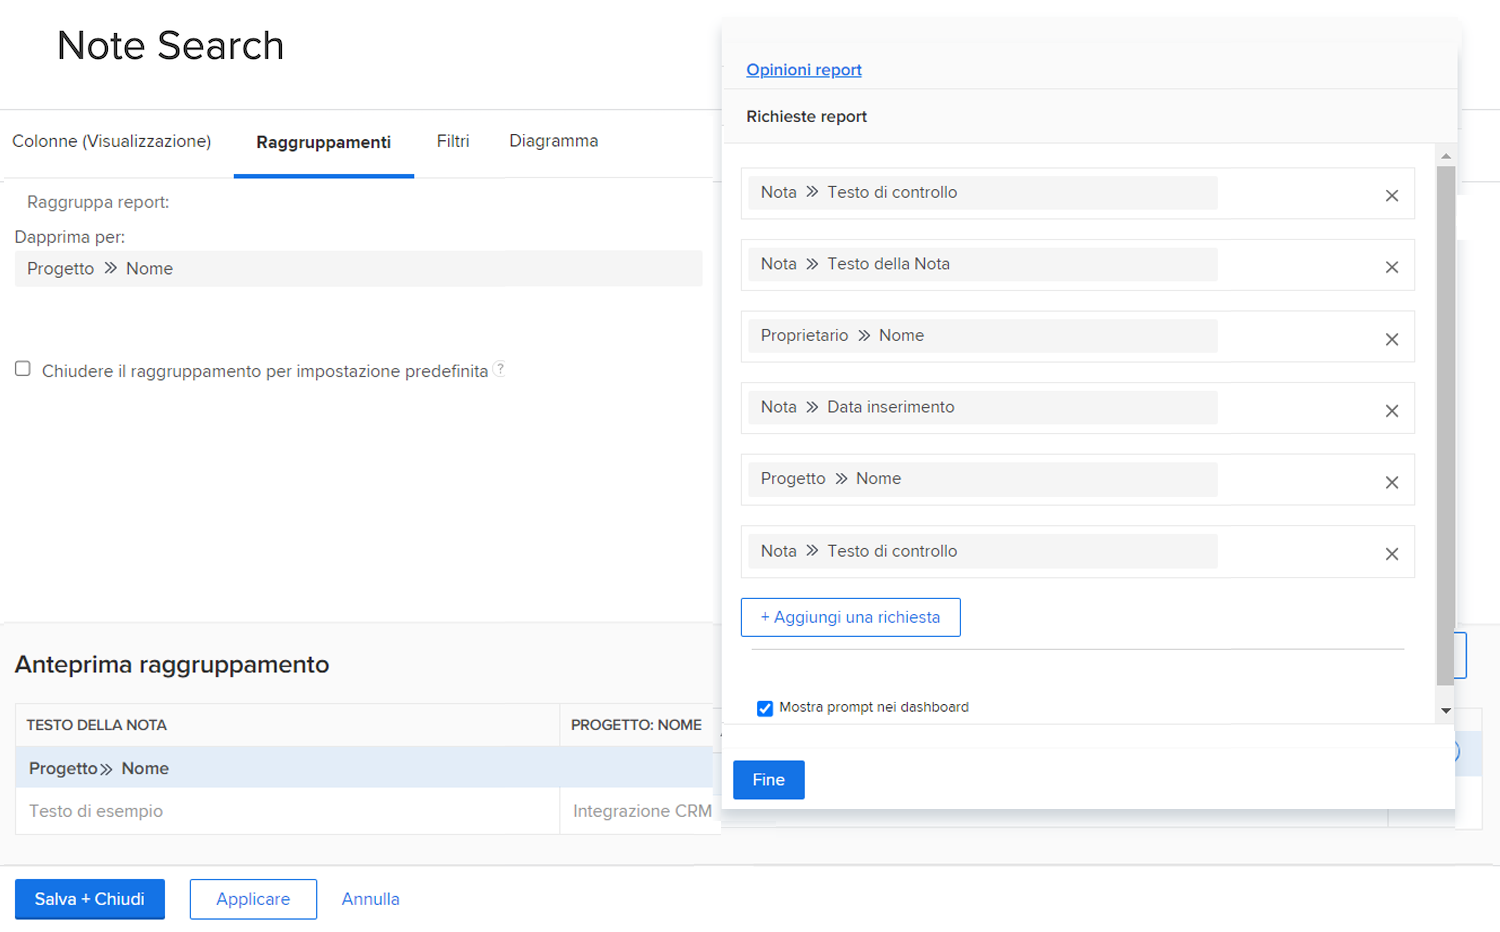 Note Search
Colonne (Visualizzazione)
Raggruppamenti
Filtri
Diagramma
Raggruppa report:
Dapprima per:
Progetto » Nome
Chiudere il raggruppamento per impostazione predefinita ?
Opinioni report
Richieste report
Nota » Testo di controllo
Nota » Testo della Nota
Proprietario » Nome
Nota » Data inserimento
Progetto » Nome
Nota » Testo di controllo
+ Aggiungi una richiesta
Mostra prompt nei dashboard
Fine
Anteprima raggruppamento
TESTO DELLA NOTA
PROGETTO: NOME
Progetto» Nome
Testo di esempio
Integrazione CRM
Salva + Chiudi
Applicare
Annulla